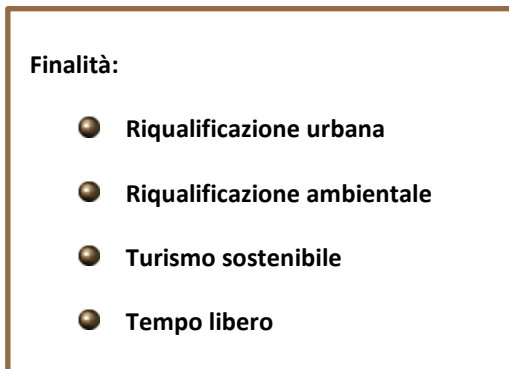 Finalità:
Riqualificazione urbana
Riqualificazione ambientale
Turismo sostenibile
Tempo libero